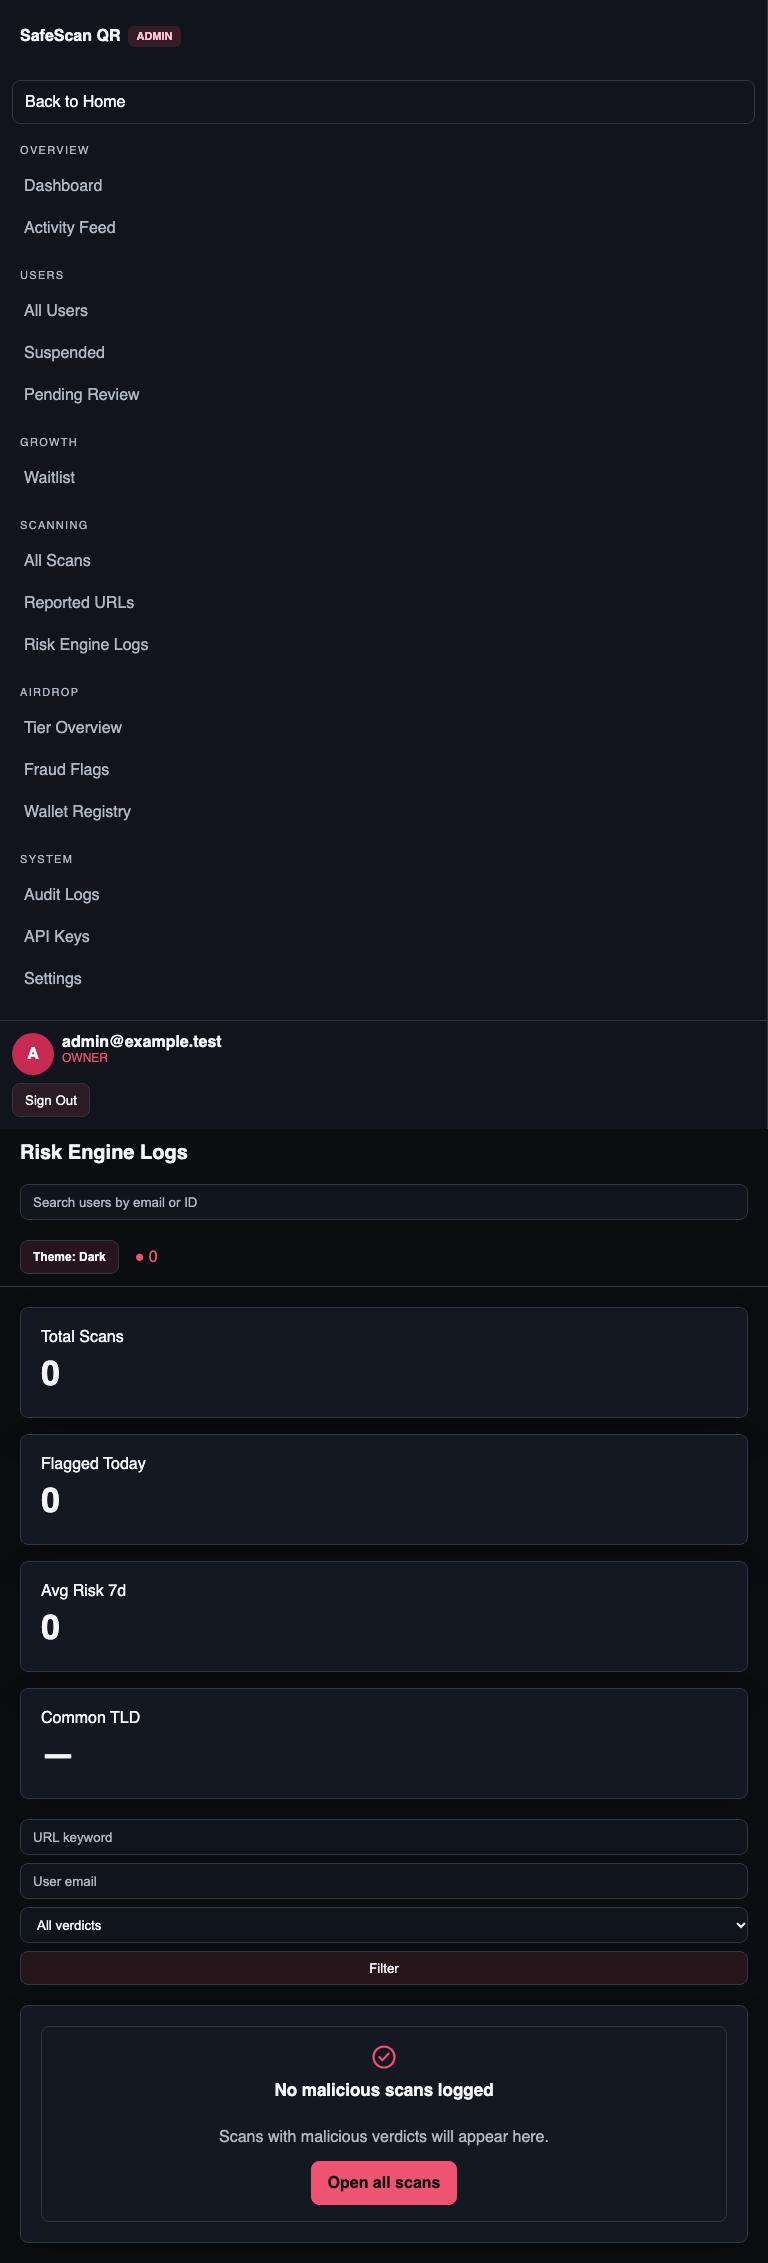 SafeScan QR ADMIN
Back to Home
OVERVIEW
Dashboard
Activity Feed
USERS
All Users
Suspended
Pending Review
GROWTH
Waitlist
SCANNING
All Scans
Reported URLs
Risk Engine Logs
AIRDROP
Tier Overview
Fraud Flags
Wallet Registry
SYSTEM
Audit Logs
API Keys
Settings
A
admin@example.test
OWNER
Sign Out
Risk Engine Logs
Search users by email or ID
Theme: Dark ● 0
Total Scans
0
Flagged Today
0
Avg Risk 7d
0
Common TLD
—
URL keyword
User email
All verdicts
Filter
No malicious scans logged
Scans with malicious verdicts will appear here.
Open all scans